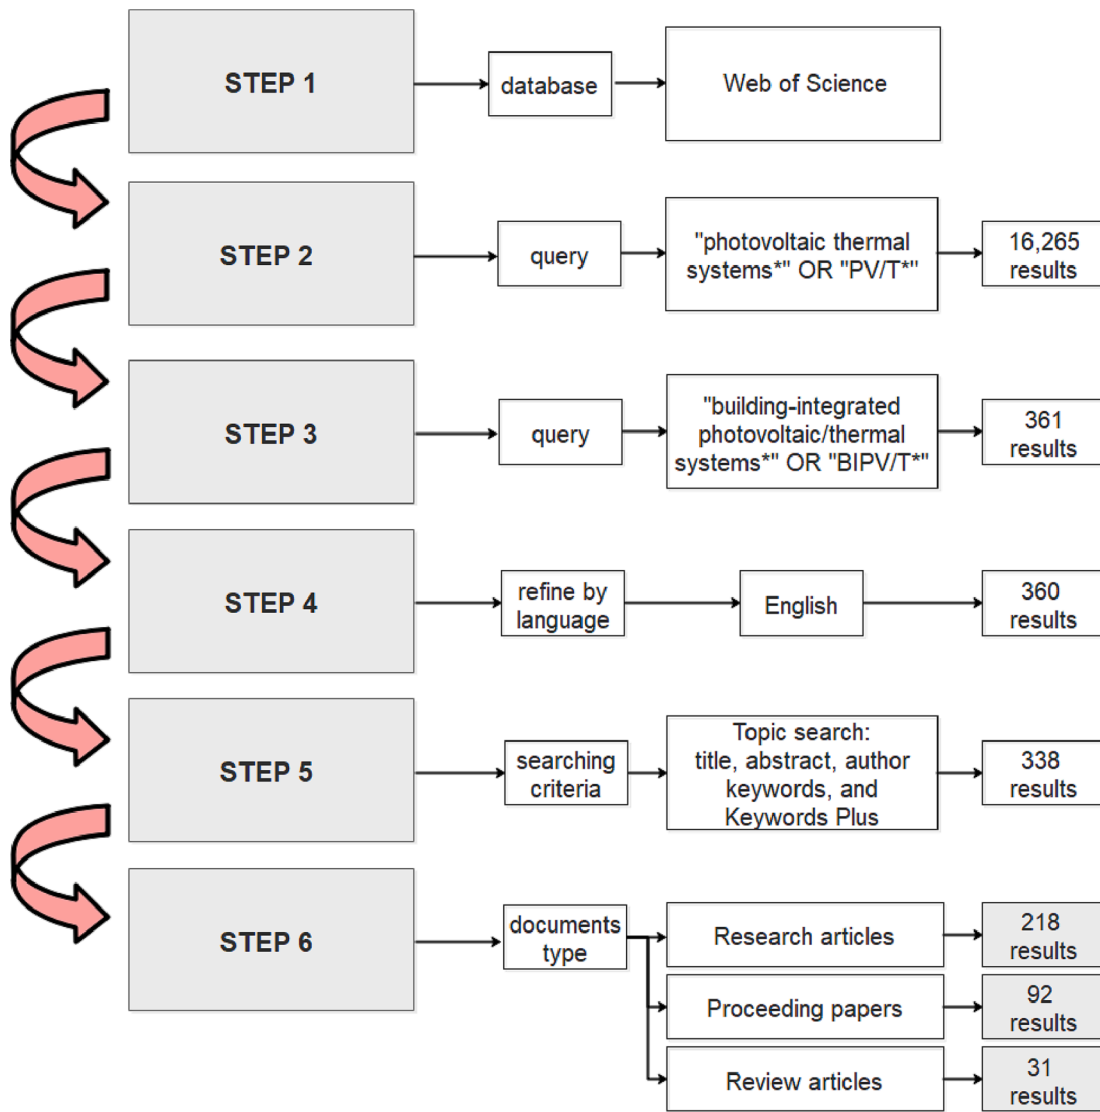 STEP 1
database
Web of Science
STEP 2
query
"photovoltaic thermal
systems*" OR "PV/T*"
16,265
results
STEP 3
query
"building-integrated
photovoltaic/thermal
systems*" OR "BIPV/T*"
361
results
STEP 4
refine by
language
English
360
results
STEP 5
searching
criteria
Topic search:
title, abstract, author
keywords, and
Keywords Plus
338
results
STEP 6
documents
type
Research articles
218
results
Proceeding papers
92
results
Review articles
31
results